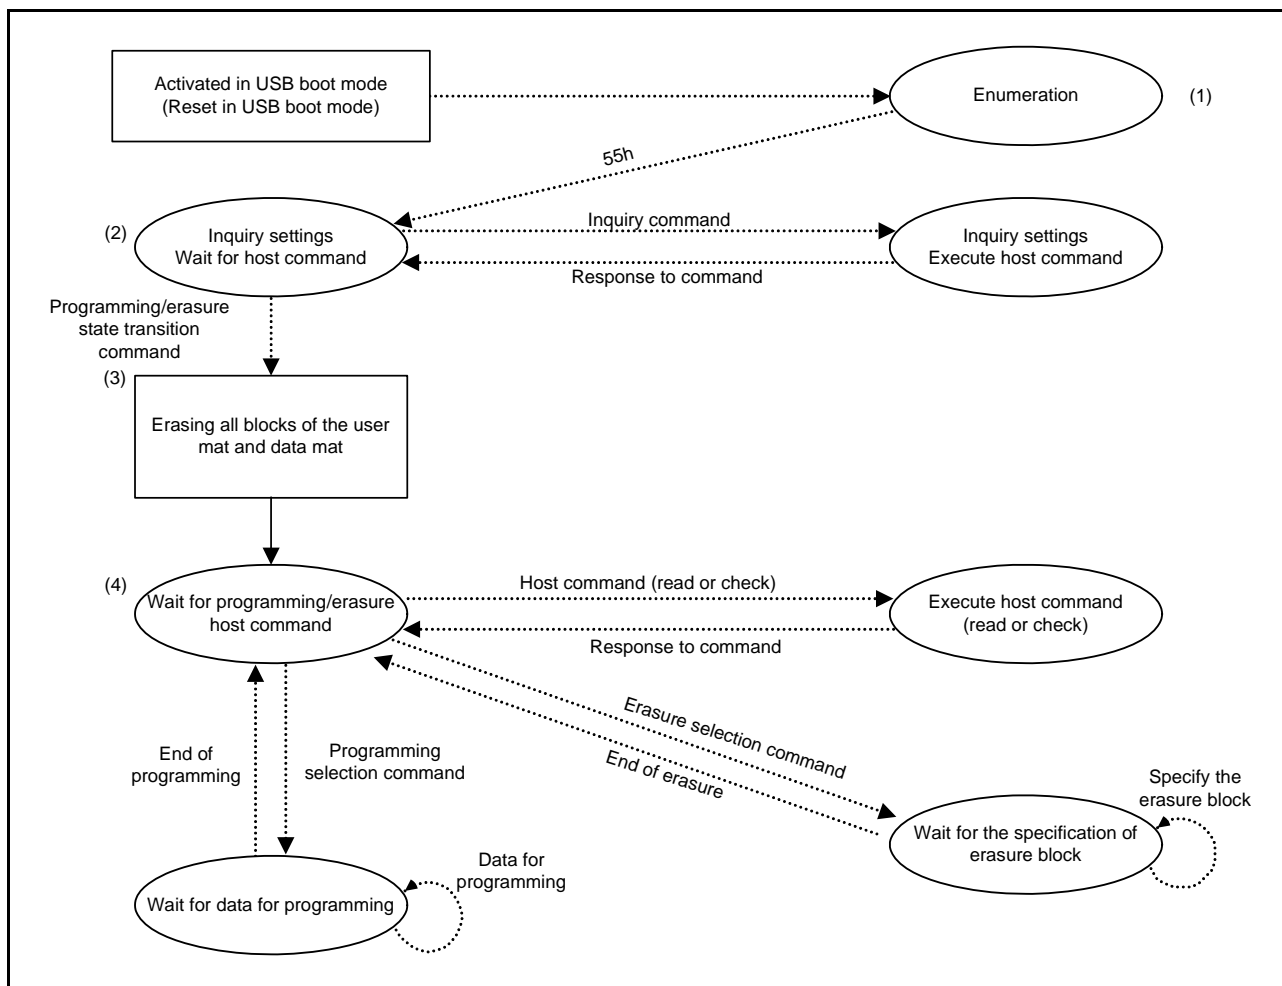 Activated in USB boot mode
(Reset in USB boot mode)
Enumeration
(1)
55h
(2)
Inquiry settings
Wait for host command
Inquiry command
Response to command
Inquiry settings
Execute host command
Programming/erasure
state transition
command
(3)
Erasing all blocks of the user
mat and data mat
(4)
Wait for programming/erasure
host command
Host command (read or check)
Response to command
Execute host command
(read or check)
Erasure selection command
End of erasure
End of
programming
Programming
selection command
Specify the
erasure block
Wait for the specification of
erasure block
Data for
programming
Wait for data for programming